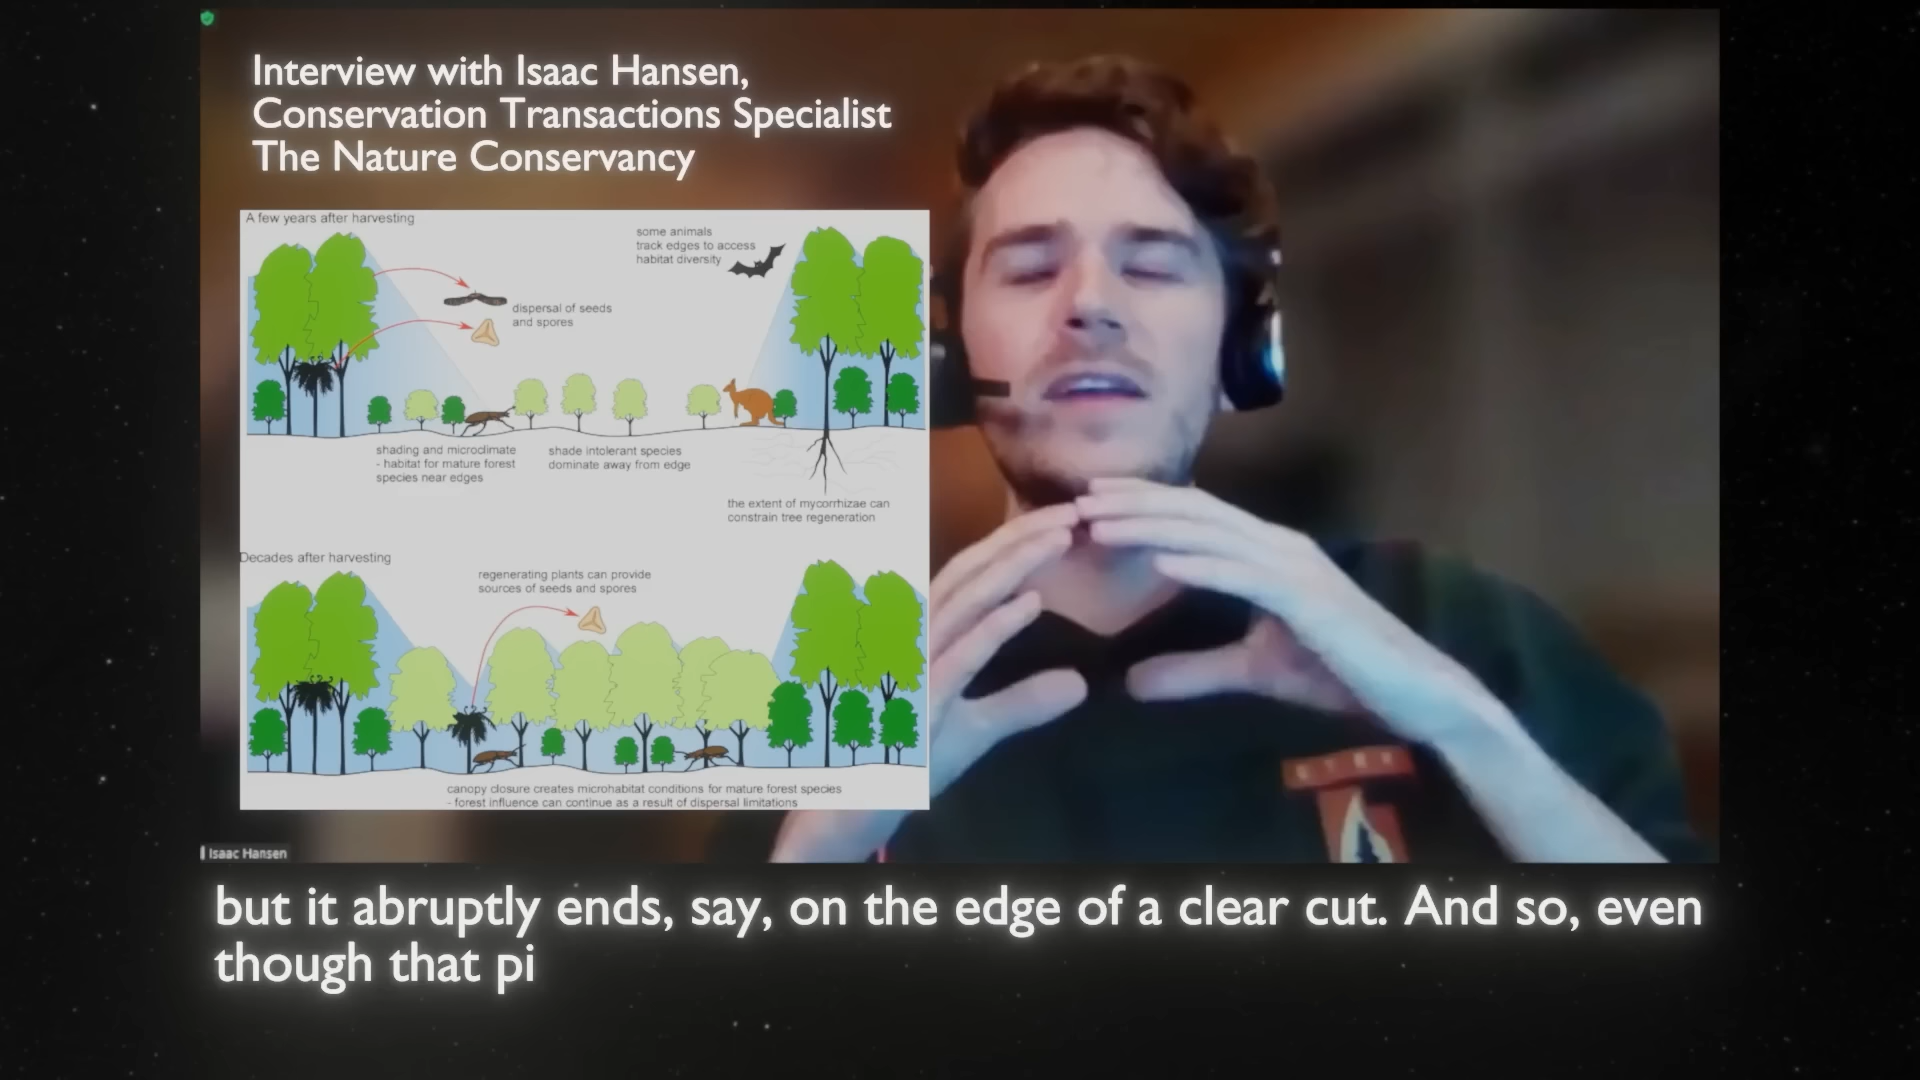 Interview with Isaac Hansen,
Conservation Transactions Specialist
The Nature Conservancy
A few years after harvesting
some animals
track edges to access
habitat diversity
dispersal of seeds
and spores
shading and microclimate
- habitat for mature forest
species near edges
shade intolerant species
dominate away from edge
the extent of mycorrhizae can
constrain tree regeneration
Decades after harvesting
regenerating plants can provide
sources of seeds and spores
canopy closure creates microhabitat conditions for mature forest species
- forest influence can continue as a result of dispersal limitations
Isaac Hansen
but it abruptly ends, say, on the edge of a clear cut. And so, even
though that pi